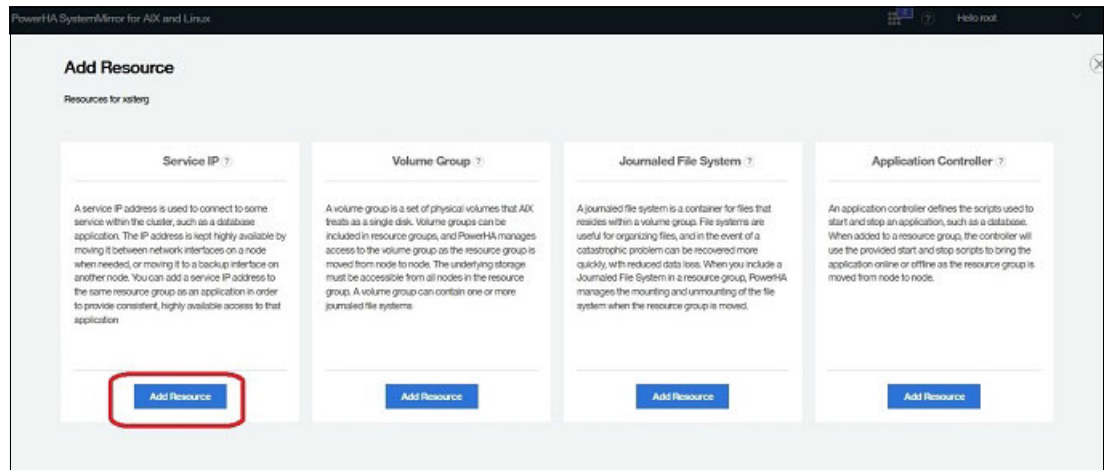 PowerHA SystemMirror for AIX and Linux
? Hello root
Add Resource
Resources for xsiterg
Service IP ?
A service IP address is used to connect to some
service within the cluster, such as a database
application. The IP address is kept highly available by
moving it between network interfaces on a node
when needed, or moving it to a backup interface on
another node. You can add a service IP address to
the same resource group as an application in order
to provide consistent, highly available access to that
application
Add Resource
Volume Group ?
A volume group is a set of physical volumes that AIX
treats as a single disk. Volume groups can be
included in resource groups, and PowerHA manages
access to the volume group as the resource group is
moved from node to node. The underlying storage
must be accessible from all nodes in the resource
group. A volume group can contain one or more
journaled file systems
Add Resource
Journaled File System ?
A journaled file system is a container for files that
resides within a volume group. File systems are
useful for organizing files, and in the event of a
catastrophic problem can be recovered more
quickly, with reduced data loss. When you include a
Journaled File System in a resource group, PowerHA
manages the mounting and unmounting of the file
system when the resource group is moved.
Add Resource
Application Controller ?
An application controller defines the scripts used to
start and stop an application, such as a database.
When added to a resource group, the controller will
use the provided start and stop scripts to bring the
application online or offline as the resource group is
moved from node to node.
Add Resource